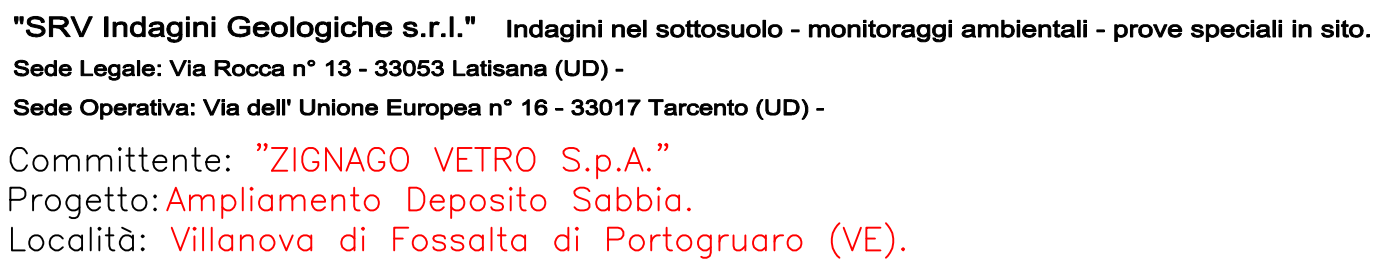 "SRV Indagini Geologiche s.r.l." Indagini nel sottosuolo - monitoraggi ambientali - prove speciali in sito.
Sede Legale: Via Rocca n° 13 - 33053 Latisana (UD) -
Sede Operativa: Via dell' Unione Europea n° 16 - 33017 Tarcento (UD) -
Committente: "ZIGNAGO VETRO S.p.A."
Progetto: Ampliamento Deposito Sabbia.
Località: Villanova di Fossalta di Portogruaro (VE).